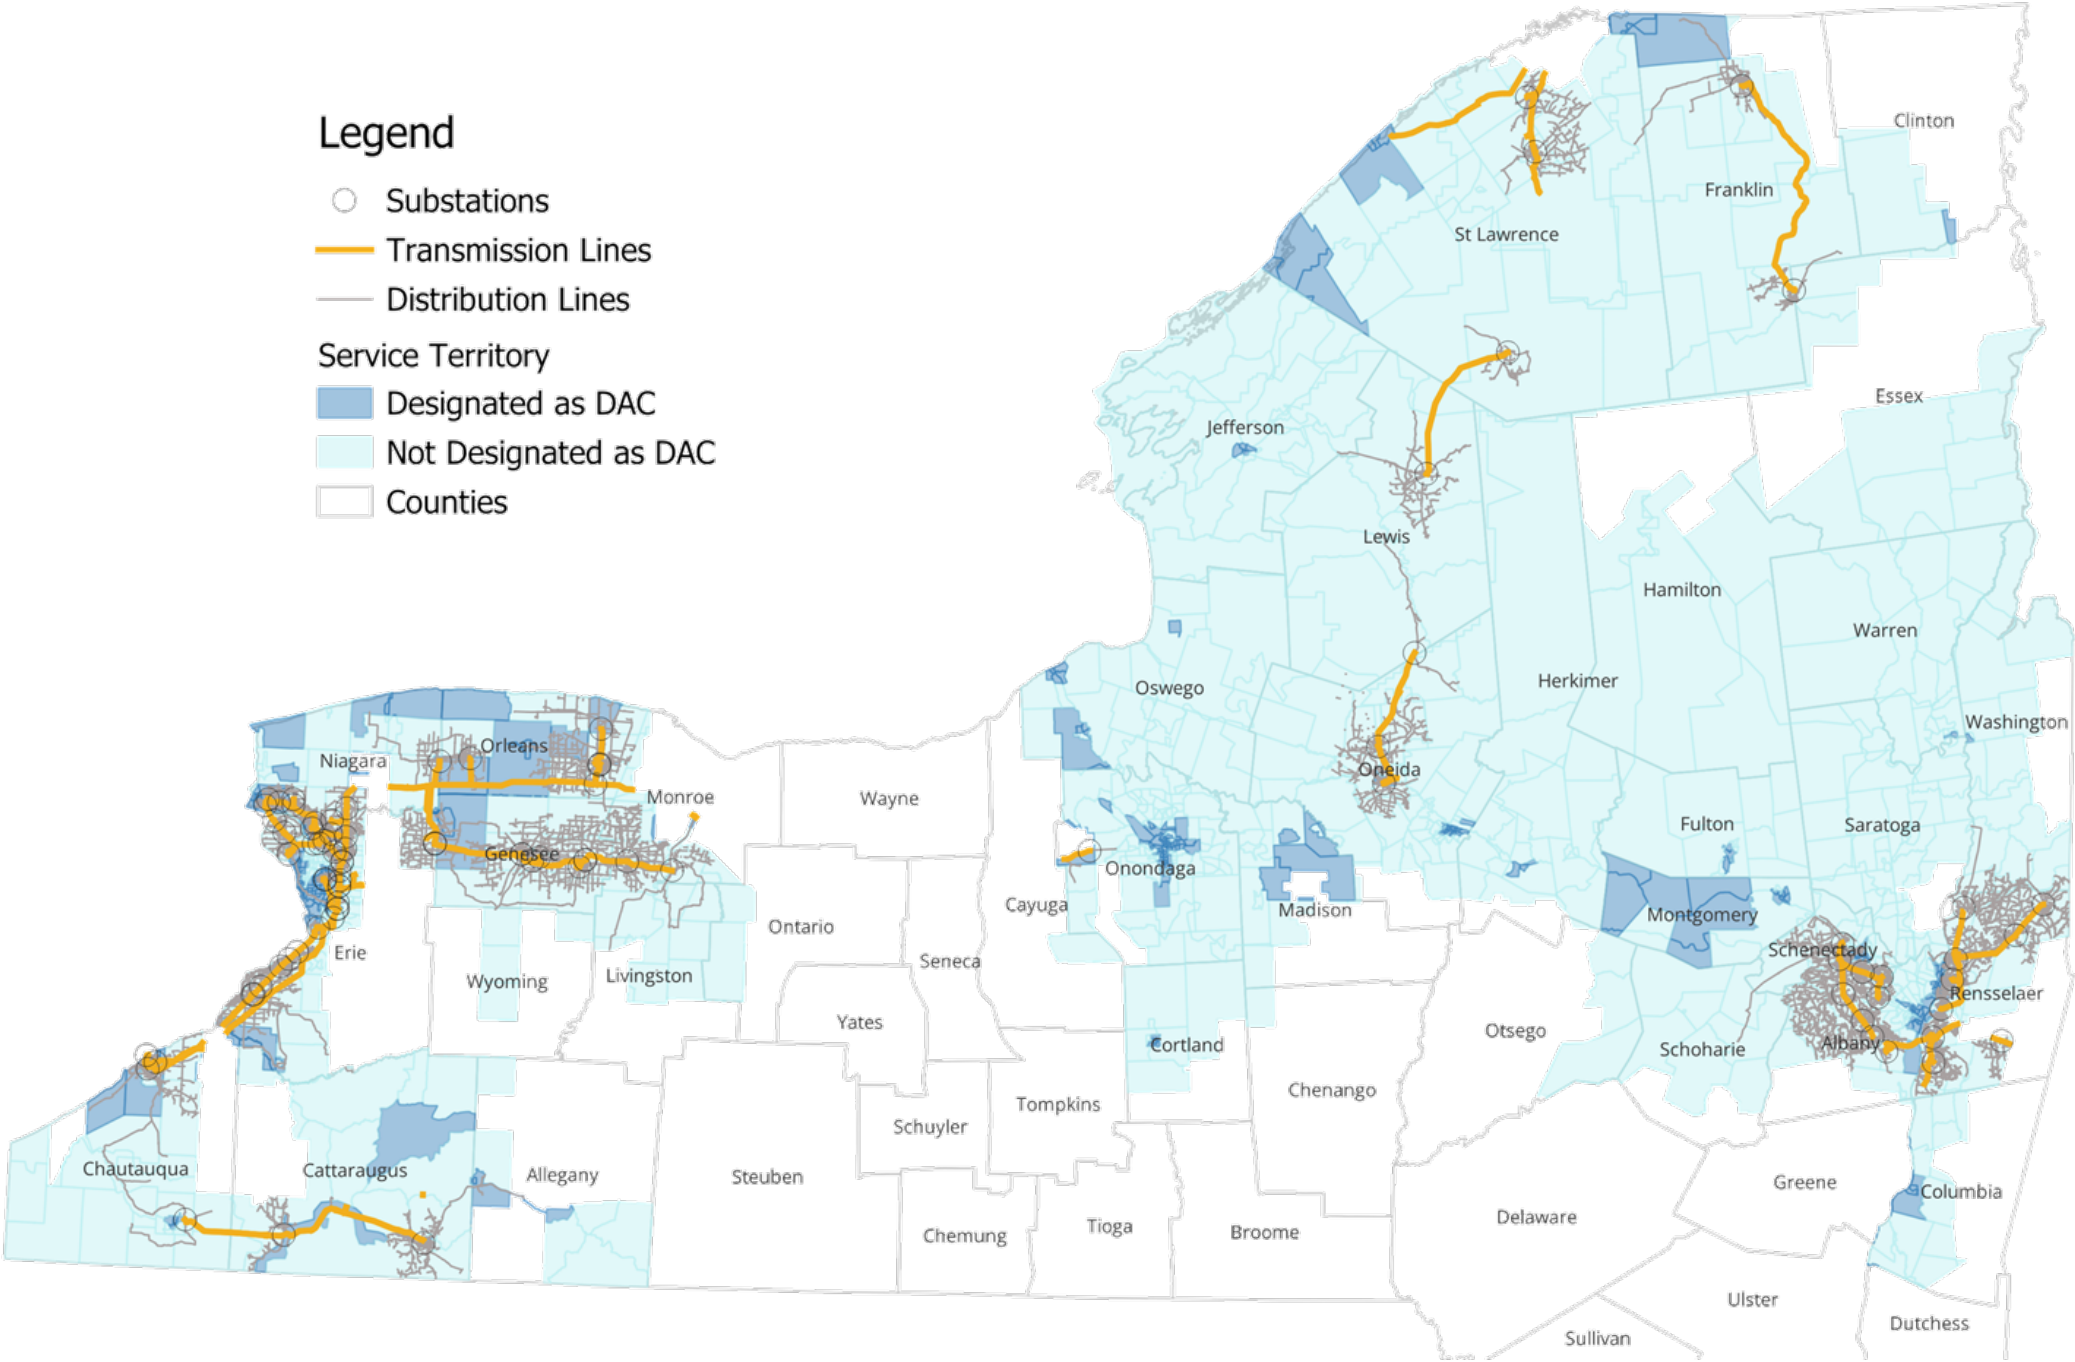 Legend
Substations
Transmission Lines
Distribution Lines
Service Territory
Designated as DAC
Not Designated as DAC
Counties
Clinton
Franklin
St Lawrence
Essex
Jefferson
Lewis
Hamilton
Warren
Herkimer
Oswego
Washington
Orleans
Niagara
Oneida
Monroe
Wayne
Fulton
Saratoga
Genesee
Onondaga
Cayuga
Madison
Montgomery
Ontario
Erie
Schenectady
Seneca
Wyoming
Livingston
Rensselaer
Yates
Otsego
Cortland
Albany
Schoharie
Chenango
Tompkins
Schuyler
Chautauqua
Cattaraugus
Allegany
Steuben
Greene
Columbia
Delaware
Tioga
Broome
Chemung
Ulster
Dutchess
Sullivan